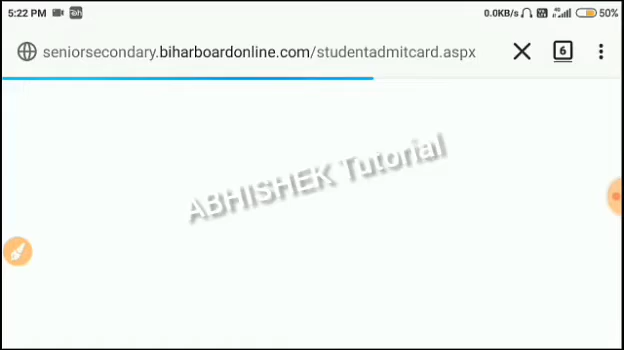 5:22 PM 0.0KB/s 50%
seniorsecondary.biharboardonline.com/studentadmitcard.aspx 6
ABHISHEK Tutorial